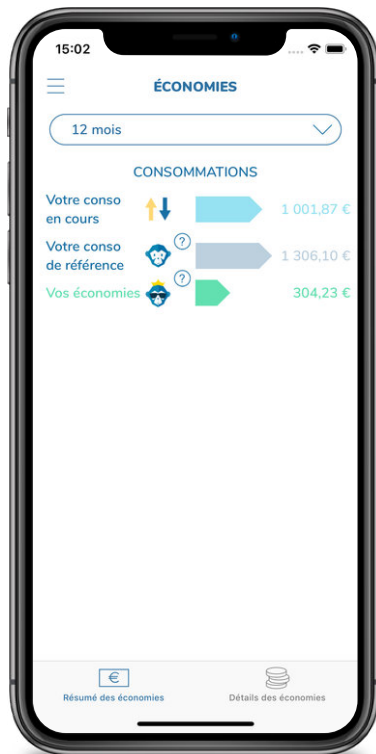 15:02
ÉCONOMIES
12 mois
CONSOMMATIONS
Votre conso
en cours
1 001,87 €
Votre conso
de référence
?
1 306,10 €
Vos économies
?
304,23 €
€
Résumé des économies
Détails des économies